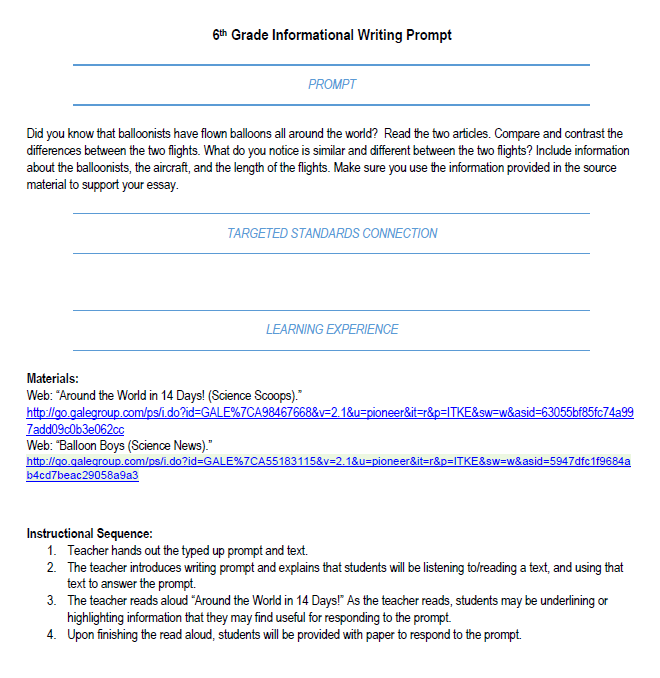 6th Grade Informational Writing Prompt
PROMPT
Did you know that balloonists have flown balloons all around the world?  Read the two articles. Compare and contrast the
differences between the two flights. What do you notice is similar and different between the two flights? Include information
about the balloonists, the aircraft, and the length of the flights. Make sure you use the information provided in the source
material to support your essay.
TARGETED STANDARDS CONNECTION
LEARNING EXPERIENCE
Materials:
Web: “Around the World in 14 Days! (Science Scoops).”
http://go.galegroup.com/ps/i.do?id=GALE%7CA98467668&v=2.1&u=pioneer&it=r&p=ITKE&sw=w&asid=63055bf85fc74a99
7add09c0b3e062cc
Web: “Balloon Boys (Science News).”
http://go.galegroup.com/ps/i.do?id=GALE%7CA55183115&v=2.1&u=pioneer&it=r&p=ITKE&sw=w&asid=5947dfc1f9684a
b4cd7beac29058a9a3
Instructional Sequence:
1. Teacher hands out the typed up prompt and text.
2. The teacher introduces writing prompt and explains that students will be listening to/reading a text, and using that
text to answer the prompt.
3. The teacher reads aloud “Around the World in 14 Days!” As the teacher reads, students may be underlining or
highlighting information that they may find useful for responding to the prompt.
4. Upon finishing the read aloud, students will be provided with paper to respond to the prompt.